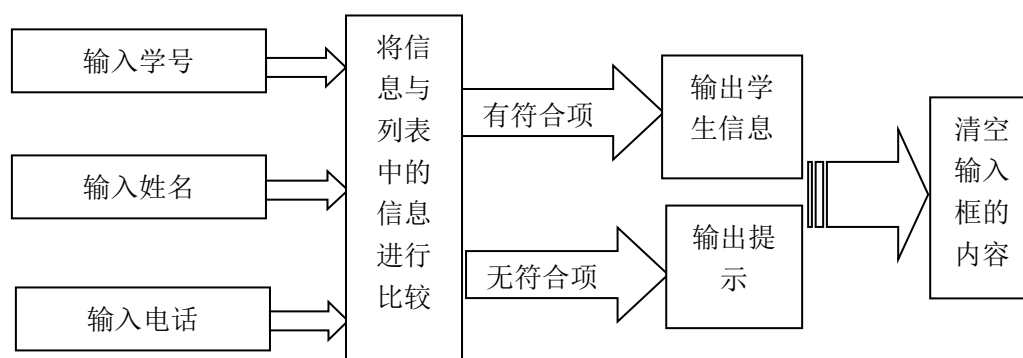 输入学号
输入姓名
输入电话
将信
息与
列表
中的
信息
进行
比较
有符合项
无符合项
输出学
生信息
输出提
示
清空
输入
框的
内容